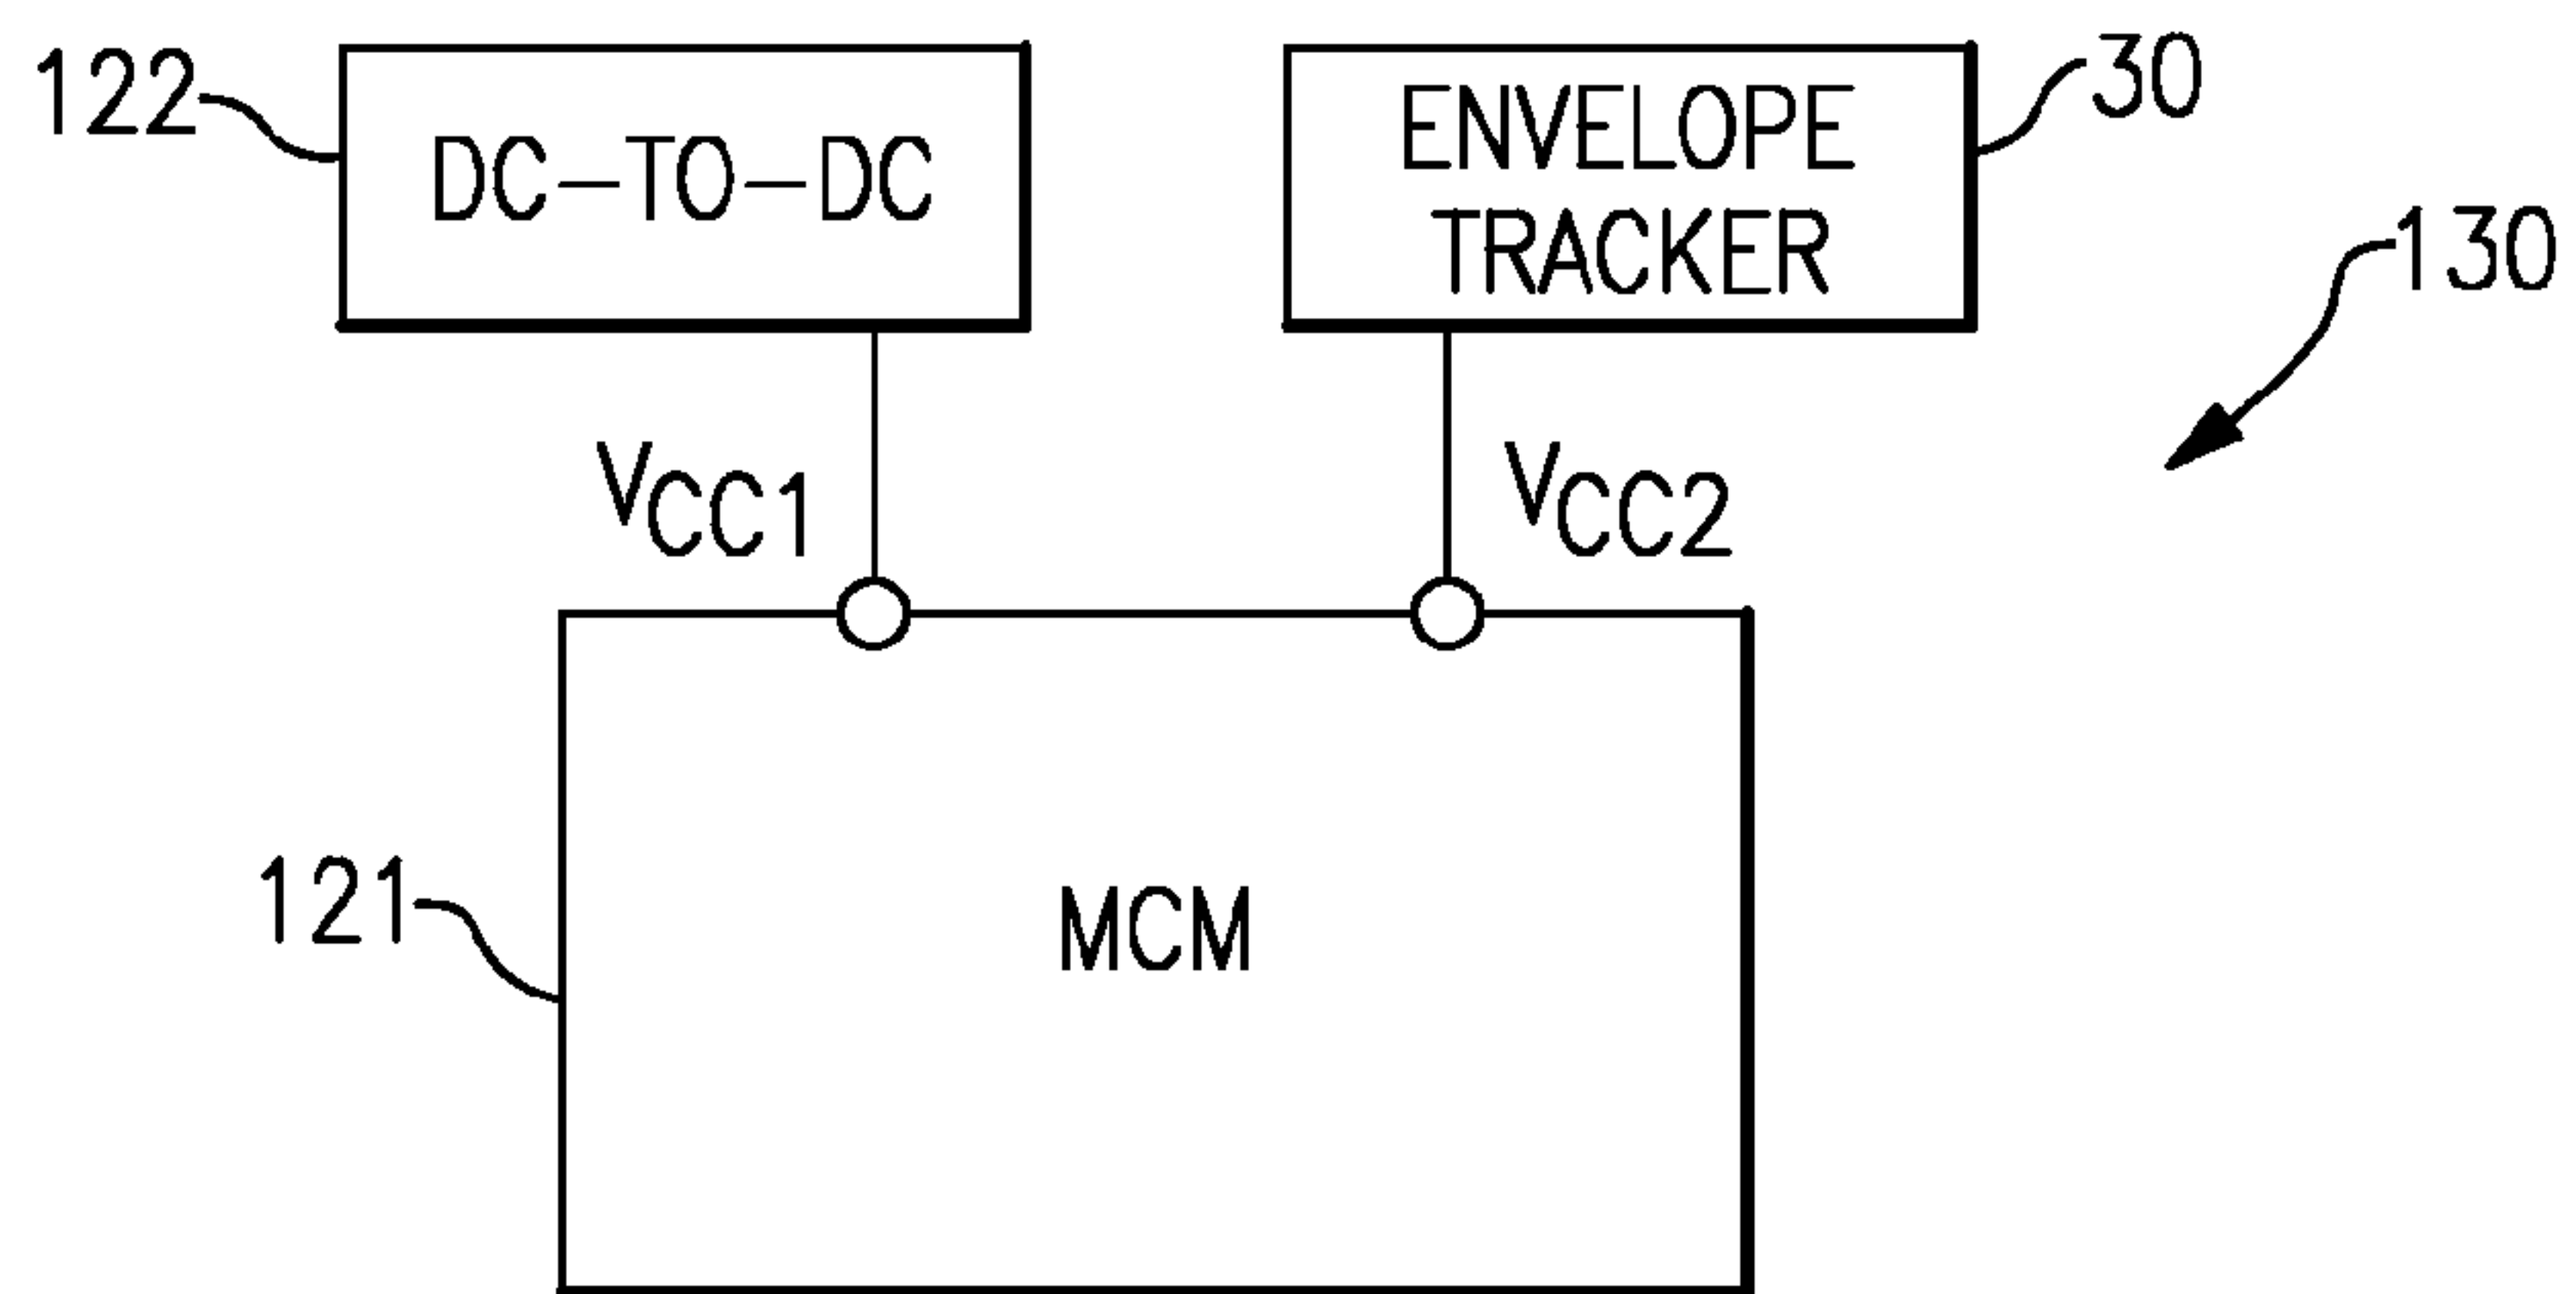 122
DC-TO-DC
ENVELOPE
TRACKER
30
130
VCC1
VCC2
121
MCM